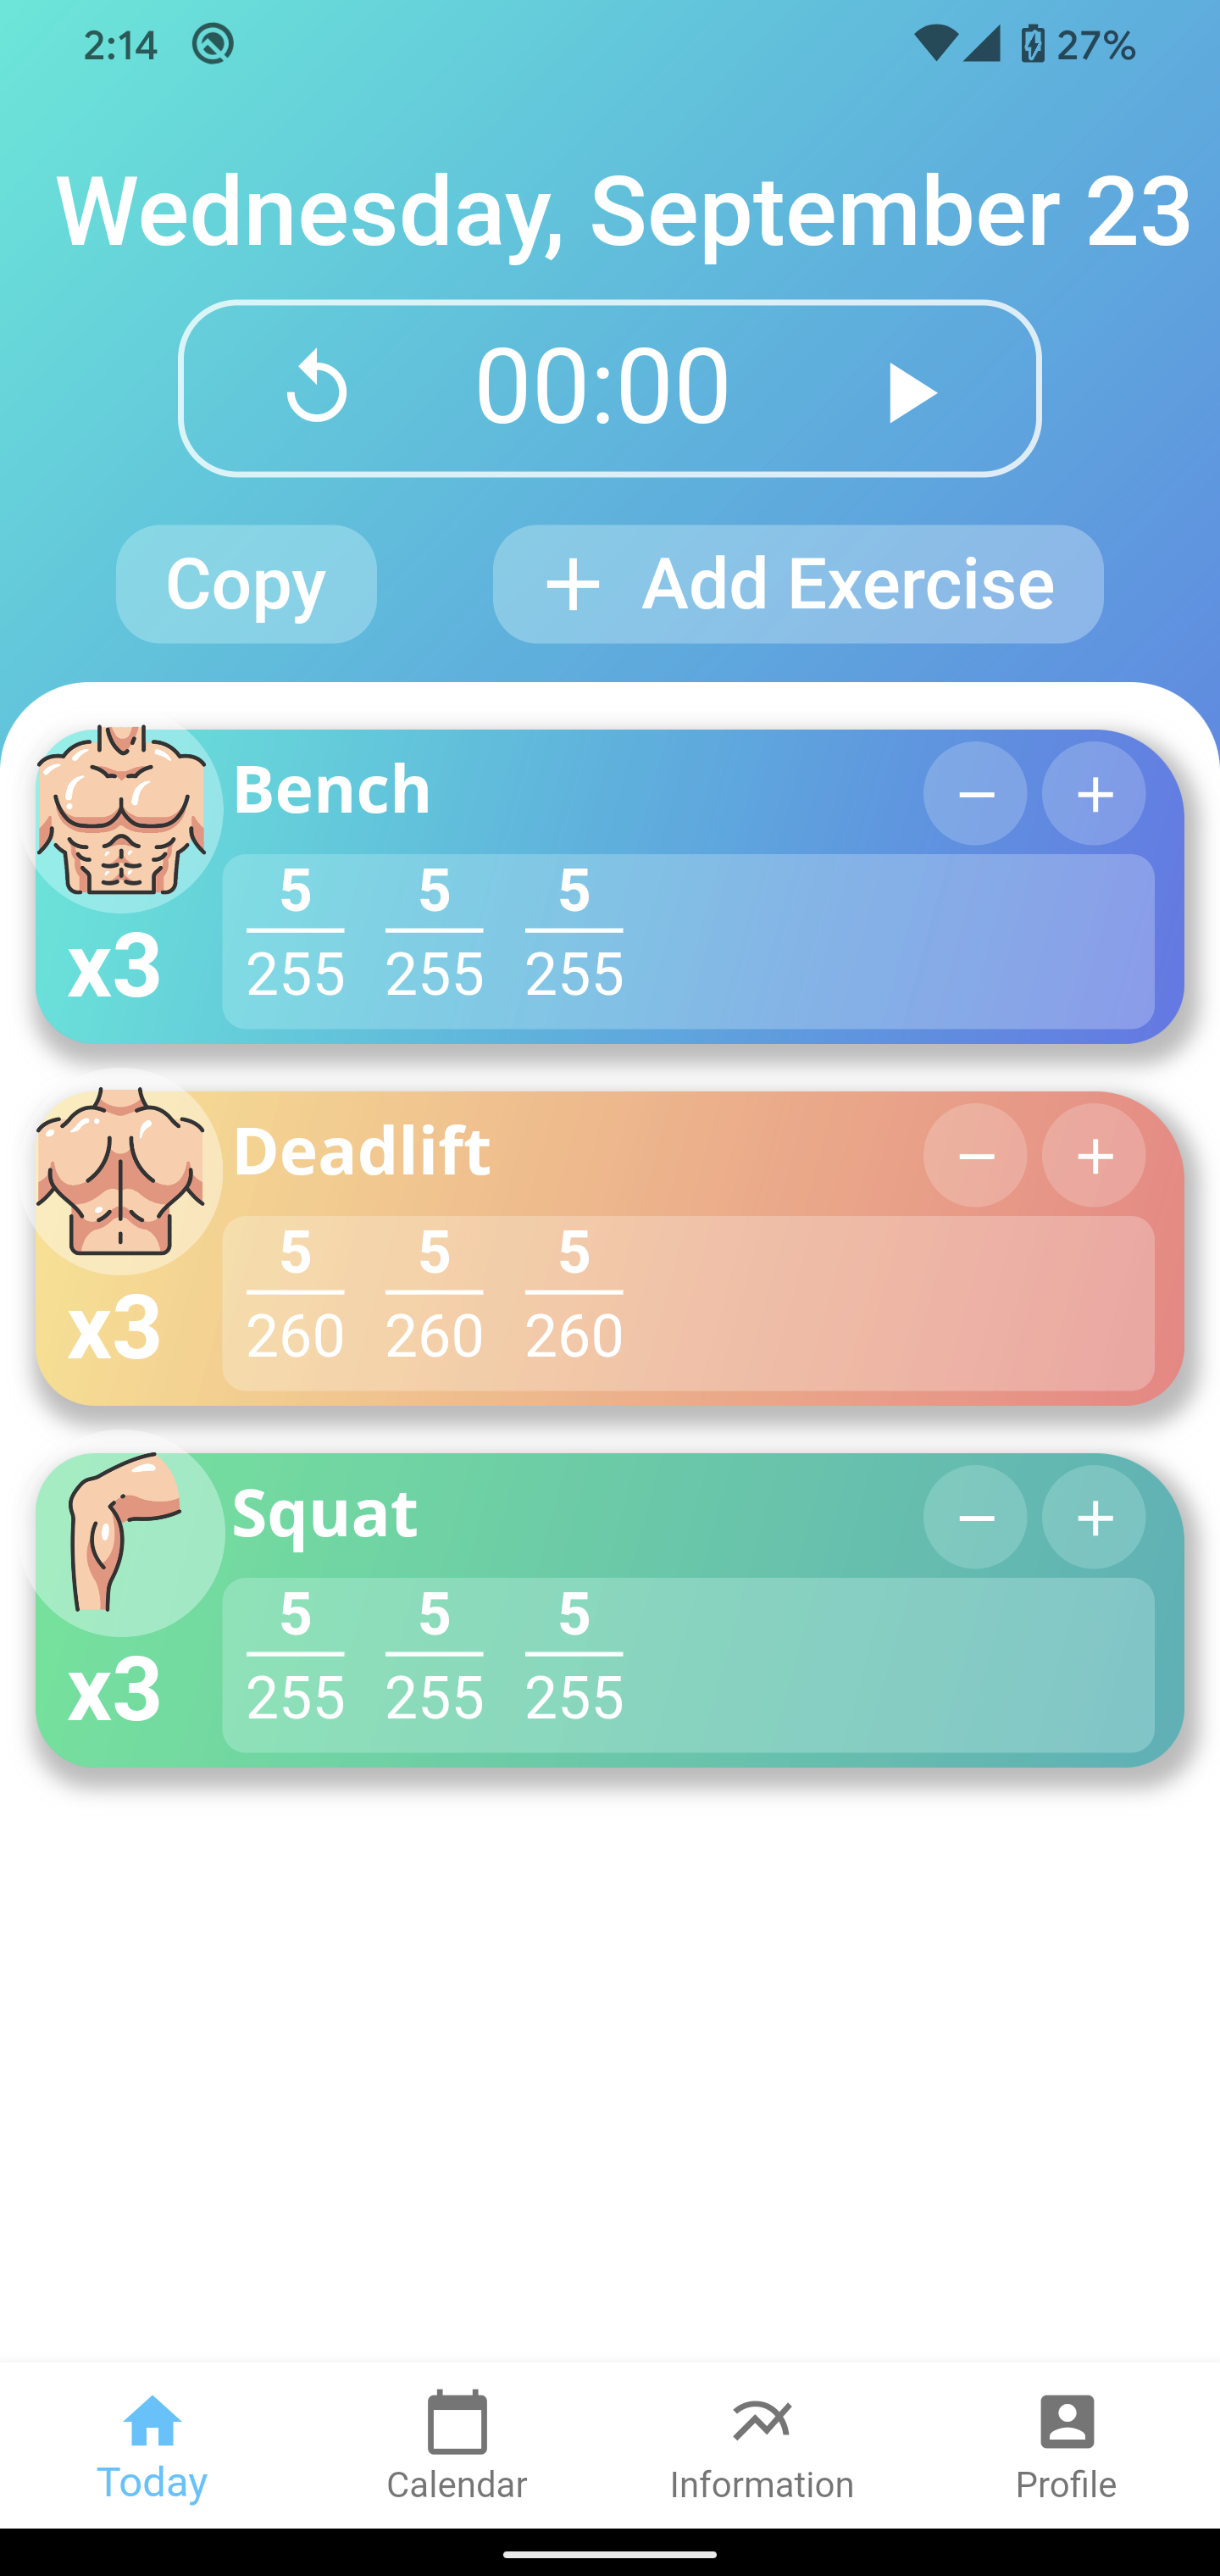 2:14 27%
Wednesday, September 23
00:00
Copy
+ Add Exercise
Bench
− +
5 5 5
255 255 255
x3
Deadlift
− +
5 5 5
260 260 260
x3
Squat
− +
5 5 5
255 255 255
x3
Today Calendar Information Profile